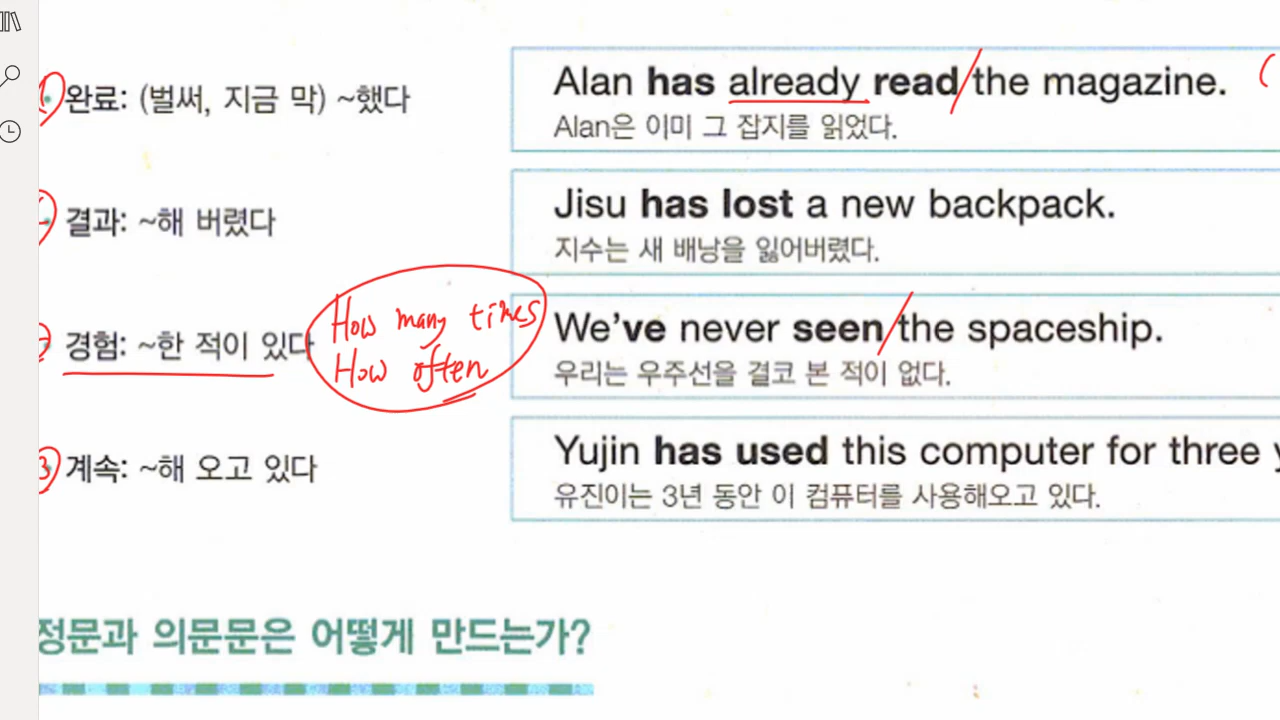 완료: (벌써, 지금 막) ~했다
Alan has already read the magazine.
Alan은 이미 그 잡지를 읽었다.
결과: ~해 버렸다
Jisu has lost a new backpack.
지수는 새 배낭을 잃어버렸다.
경험: ~한 적이 있다
How many times
How often
We've never seen the spaceship.
우리는 우주선을 결코 본 적이 없다.
③ 계속: ~해 오고 있다
Yujin has used this computer for three y
유진이는 3년 동안 이 컴퓨터를 사용해오고 있다.
정문과 의문문은 어떻게 만드는가?